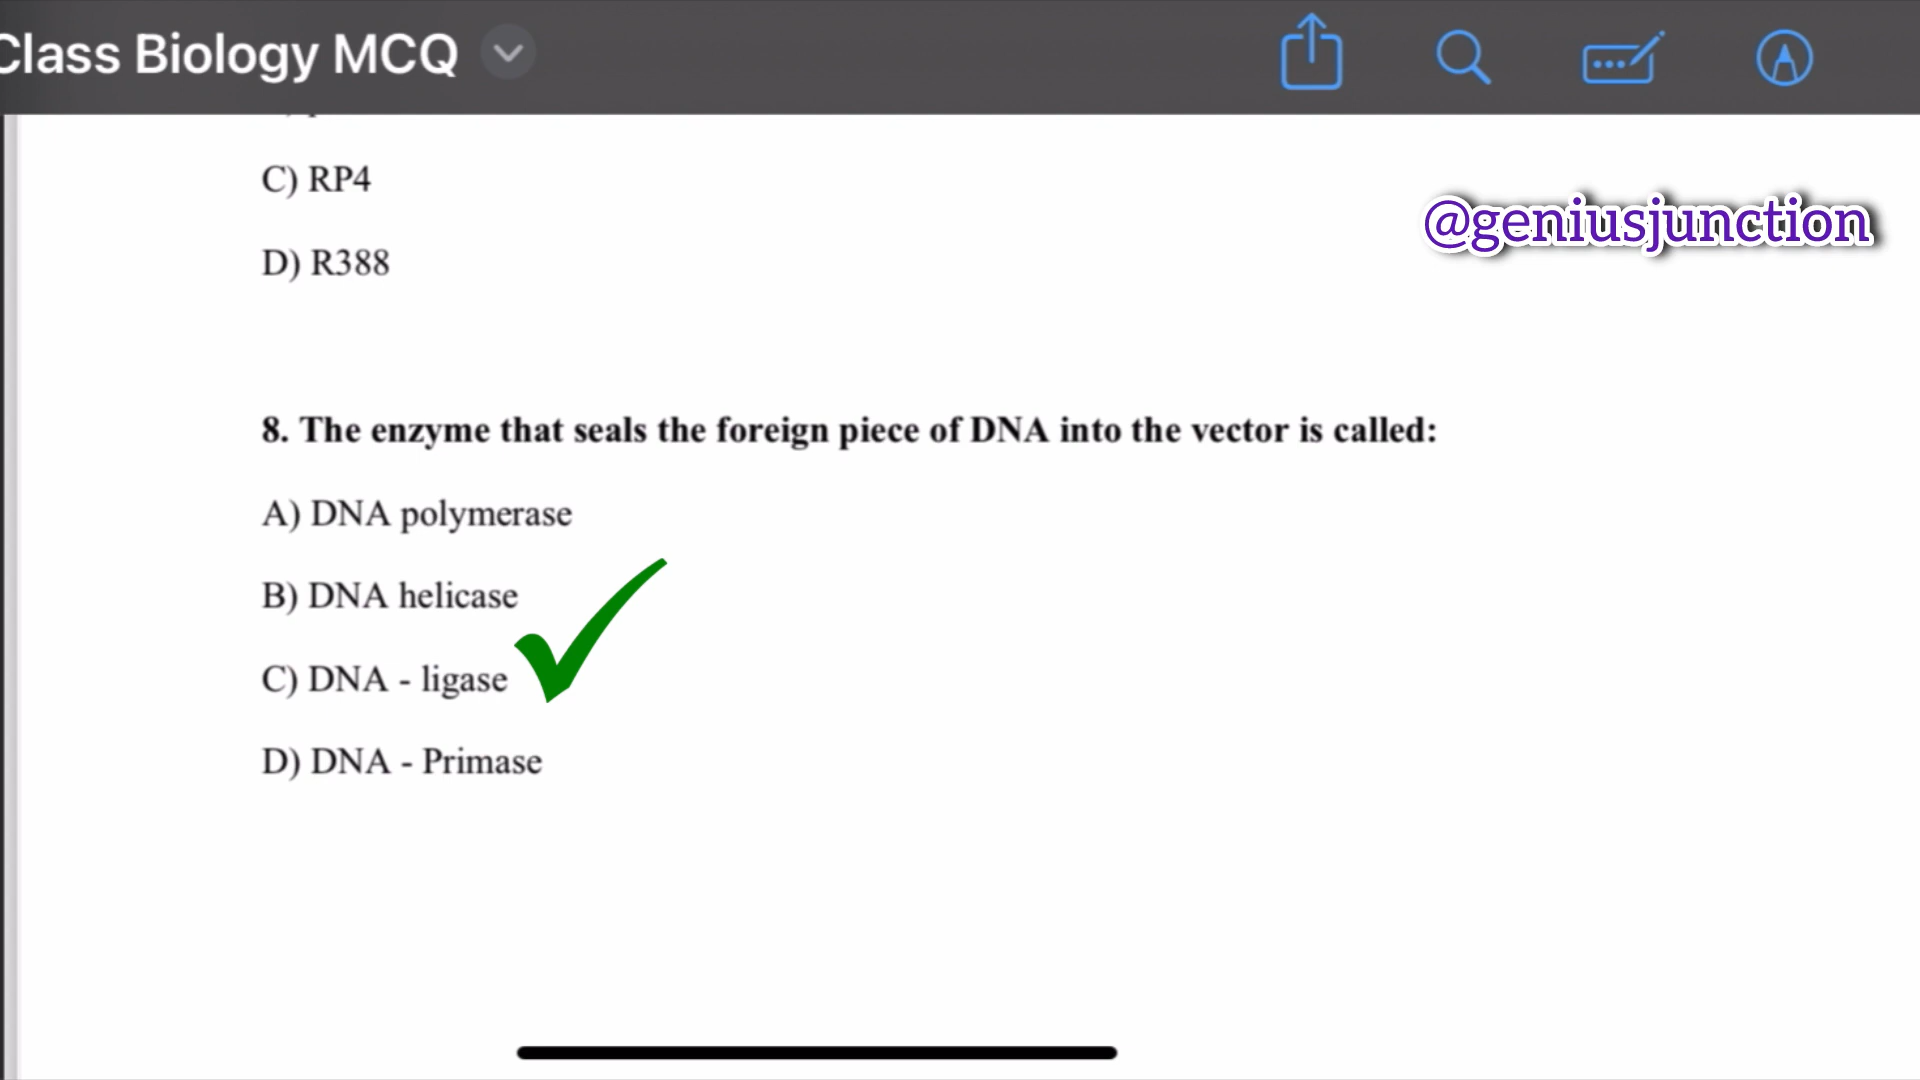 Class Biology MCQ
C) RP4
@geniusjunction
D) R388
8. The enzyme that seals the foreign piece of DNA into the vector is called:
A) DNA polymerase
B) DNA helicase
C) DNA - ligase
D) DNA - Primase